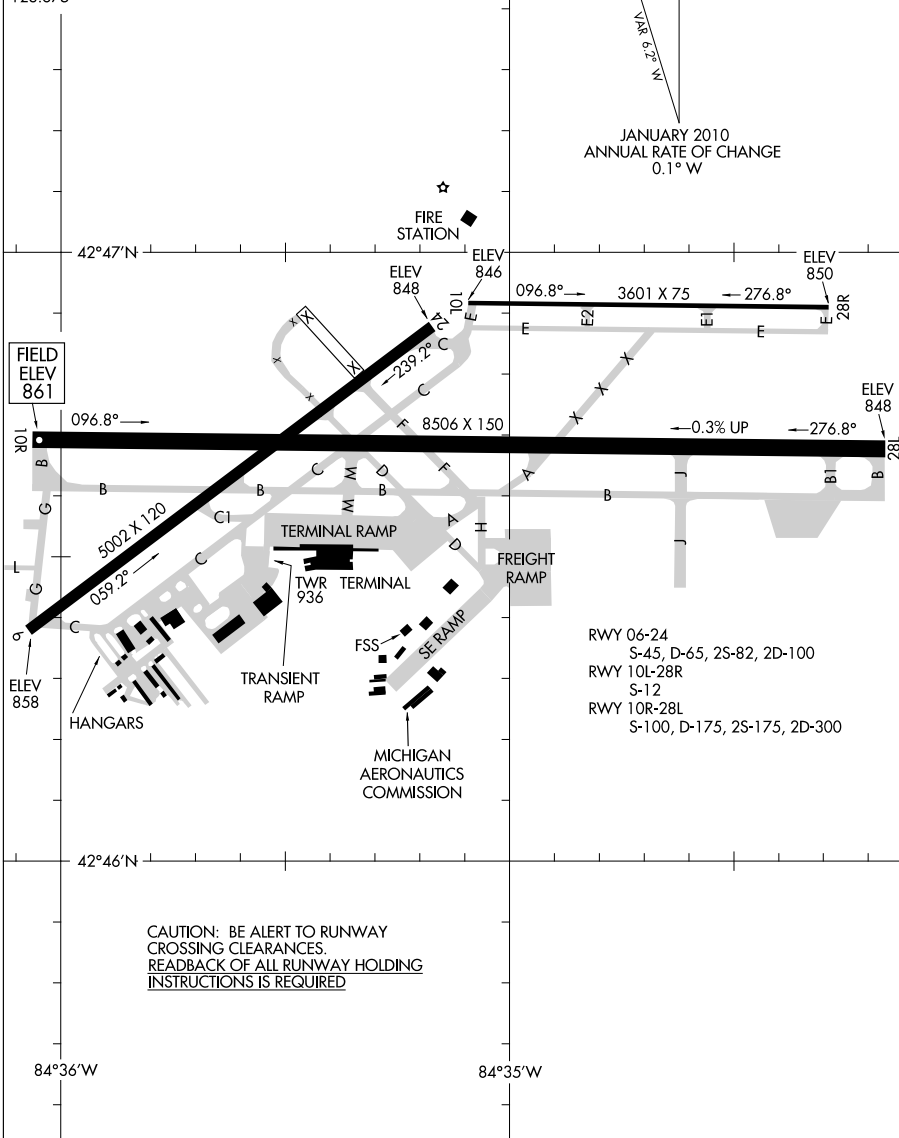 VAR 6.2° W
JANUARY 2010
ANNUAL RATE OF CHANGE
0.1° W
FIRE
STATION
42°47'N
ELEV
846
ELEV
848
ELEV
850
10L
096.8°
3601 X 75
276.8°
28R
24
E
E
E2
E1
E
E
X
X
C
239.2°
C
X
X
X
X
X
X
F
FIELD
ELEV
861
ELEV
848
10R
096.8°
8506 X 150
0.3% UP
276.8°
28L
B
B
B
B
B
B1
B
G
G
C
W
W
D
F
A
J
J
5002 X 120
059.2°
C1
C
C
A
D
H
L
6
TERMINAL RAMP
TWR
936
TERMINAL
FREIGHT
RAMP
FSS
SE RAMP
TRANSIENT
RAMP
ELEV
858
HANGARS
MICHIGAN
AERONAUTICS
COMMISSION
RWY 06-24
S-45, D-65, 2S-82, 2D-100
RWY 10L-28R
S-12
RWY 10R-28L
S-100, D-175, 2S-175, 2D-300
42°46'N
CAUTION: BE ALERT TO RUNWAY
CROSSING CLEARANCES.
READBACK OF ALL RUNWAY HOLDING
INSTRUCTIONS IS REQUIRED
84°36'W
84°35'W